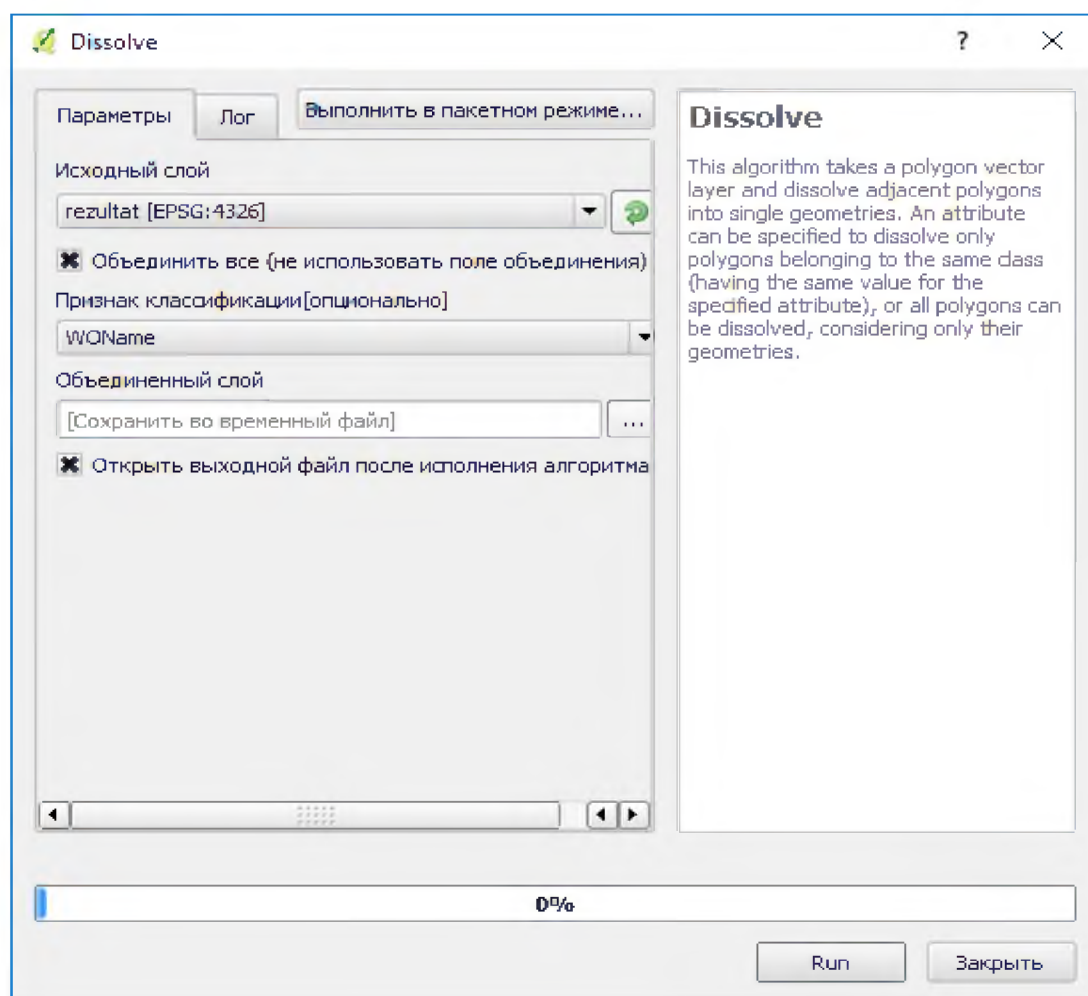 Dissolve
?
Параметры
Лог
Выполнить в пакетном режиме...
Исходный слой
rezultat [EPSG:4326]
Объединить все (не использовать поле объединения)
Признак классификации[опционально]
WOName
Объединенный слой
[Сохранить во временный файл]
...
Открыть выходной файл после исполнения алгоритма
Dissolve
This algorithm takes a polygon vector
layer and dissolve adjacent polygons
into single geometries. An attribute
can be specified to dissolve only
polygons belonging to the same class
(having the same value for the
specified attribute), or all polygons can
be dissolved, considering only their
geometries.
0%
Run
Закрыть